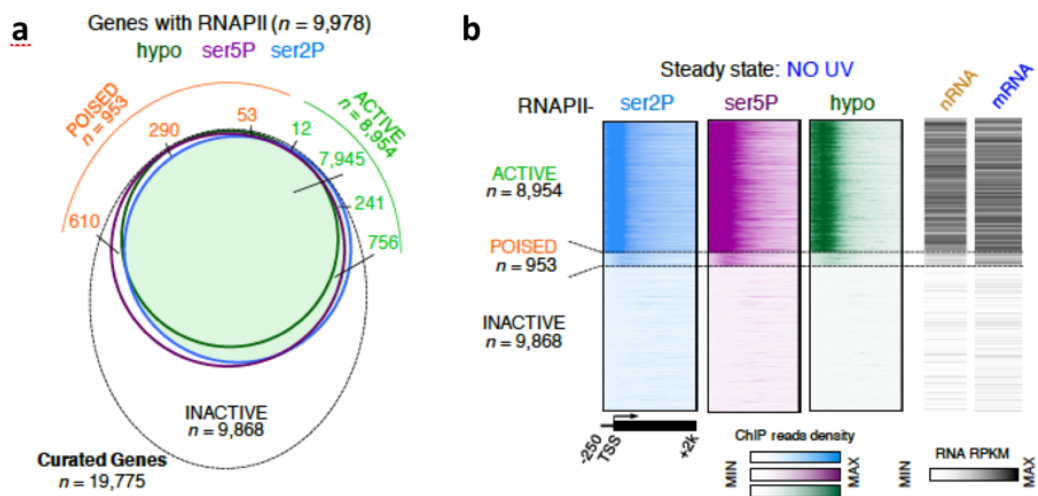 a
Genes with RNAPII (n = 9,978)
hypo ser5P ser2P
POISED
n = 953
ACTIVE
n = 8,954
290
53
12
7,945
241
610
756
INACTIVE
n = 9,868
Curated Genes
n = 19,775
b
Steady state: NO UV
RNAPII- ser2P ser5P hypo
nRNA
mRNA
ACTIVE
n = 8,954
POISED
n = 953
INACTIVE
n = 9,868
-250
TSS
+2k
ChIP reads density
MIN
MAX
RNA RPKM
MIN
MAX